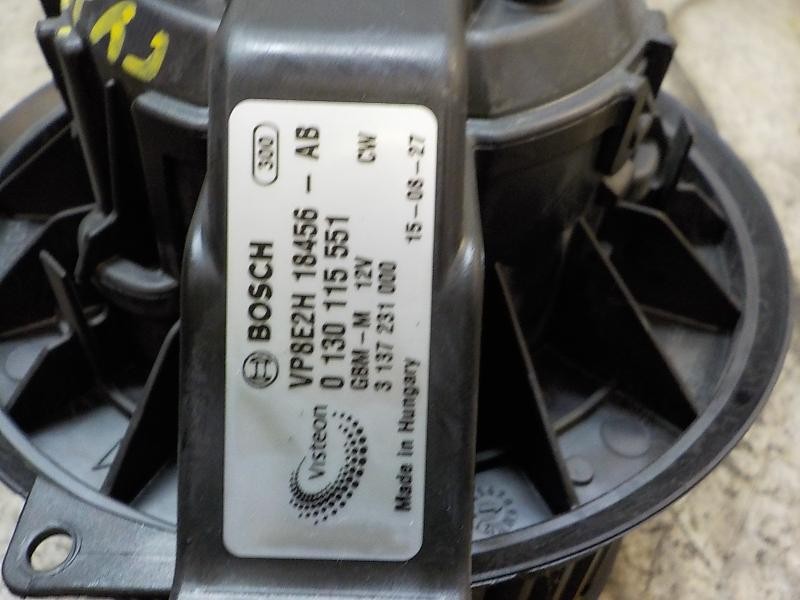 300
BOSCH
VP8E2H 18456 - AB
0 130 115 551
GBM-M 12V CW
3 137 231 000 15-08-27
Made in Hungary
Visteon